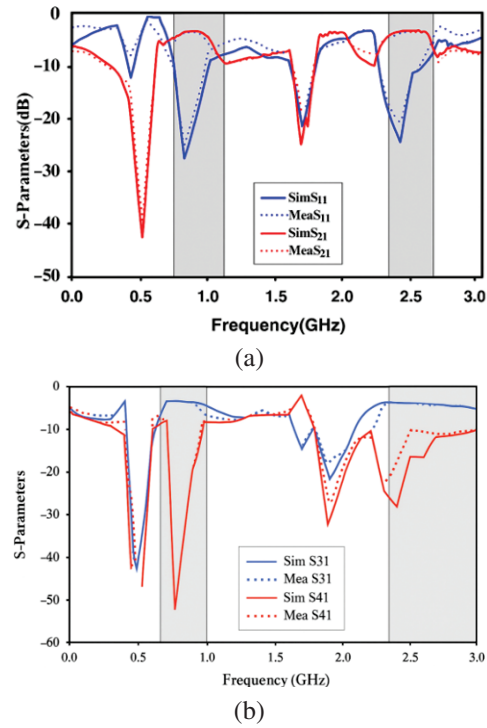 0
-10
-20
-30
-40
-50
S-Parameters(dB)
SimS11
MeaS11
SimS21
MeaS21
0.0 0.5 1.0 1.5 2.0 2.5 3.0
Frequency(GHz)
(a)
0
-10
-20
-30
-40
-50
-60
S-Parameters
Sim S31
Mea S31
Sim S41
Mea S41
0.0 0.5 1.0 1.5 2.0 2.5 3.0
Frequency (GHz)
(b)